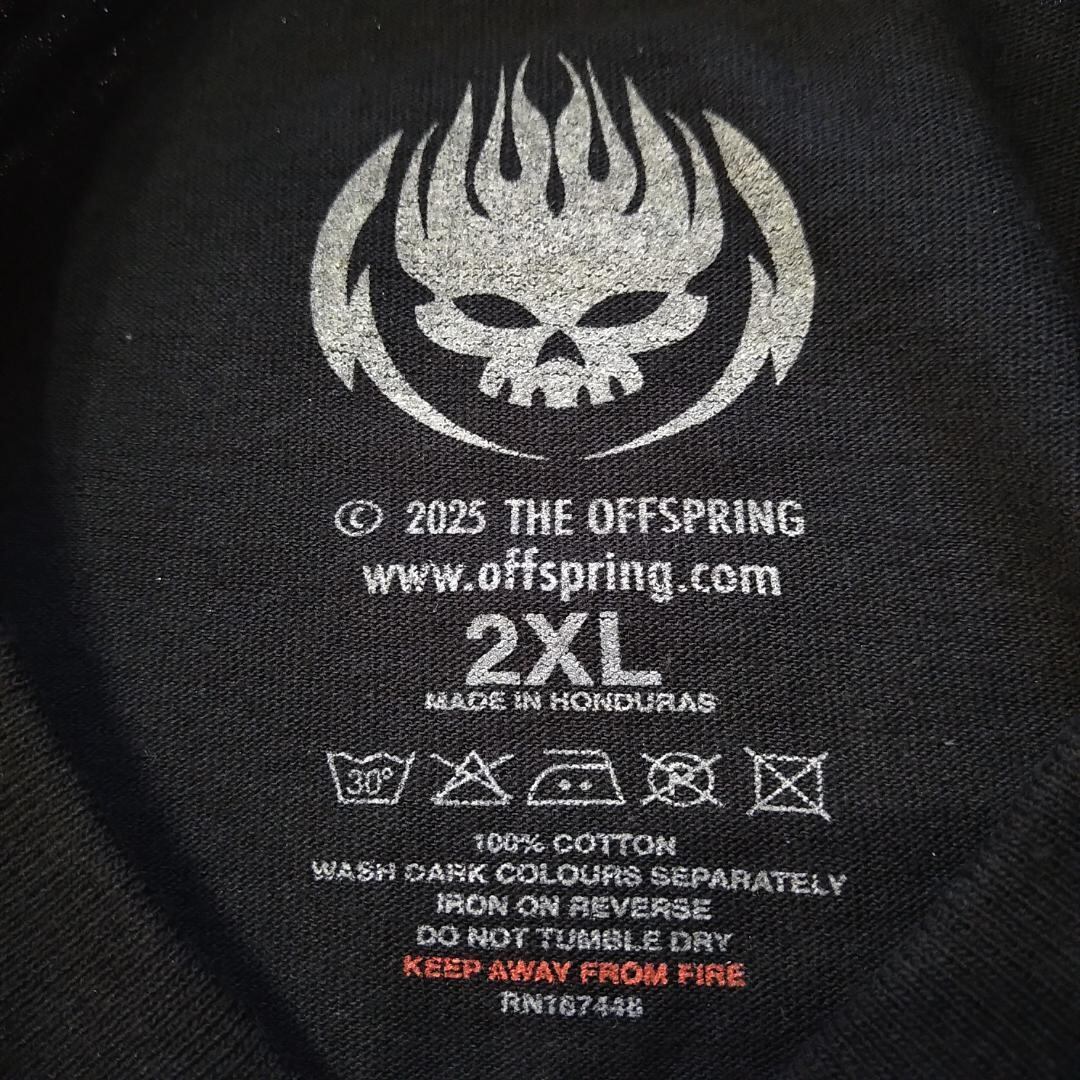 © 2025 THE OFFSPRING
www.offspring.com
2XL
MADE IN HONDURAS
30°
100% COTTON
WASH DARK COLOURS SEPARATELY
IRON ON REVERSE
DO NOT TUMBLE DRY
KEEP AWAY FROM FIRE
RN167448